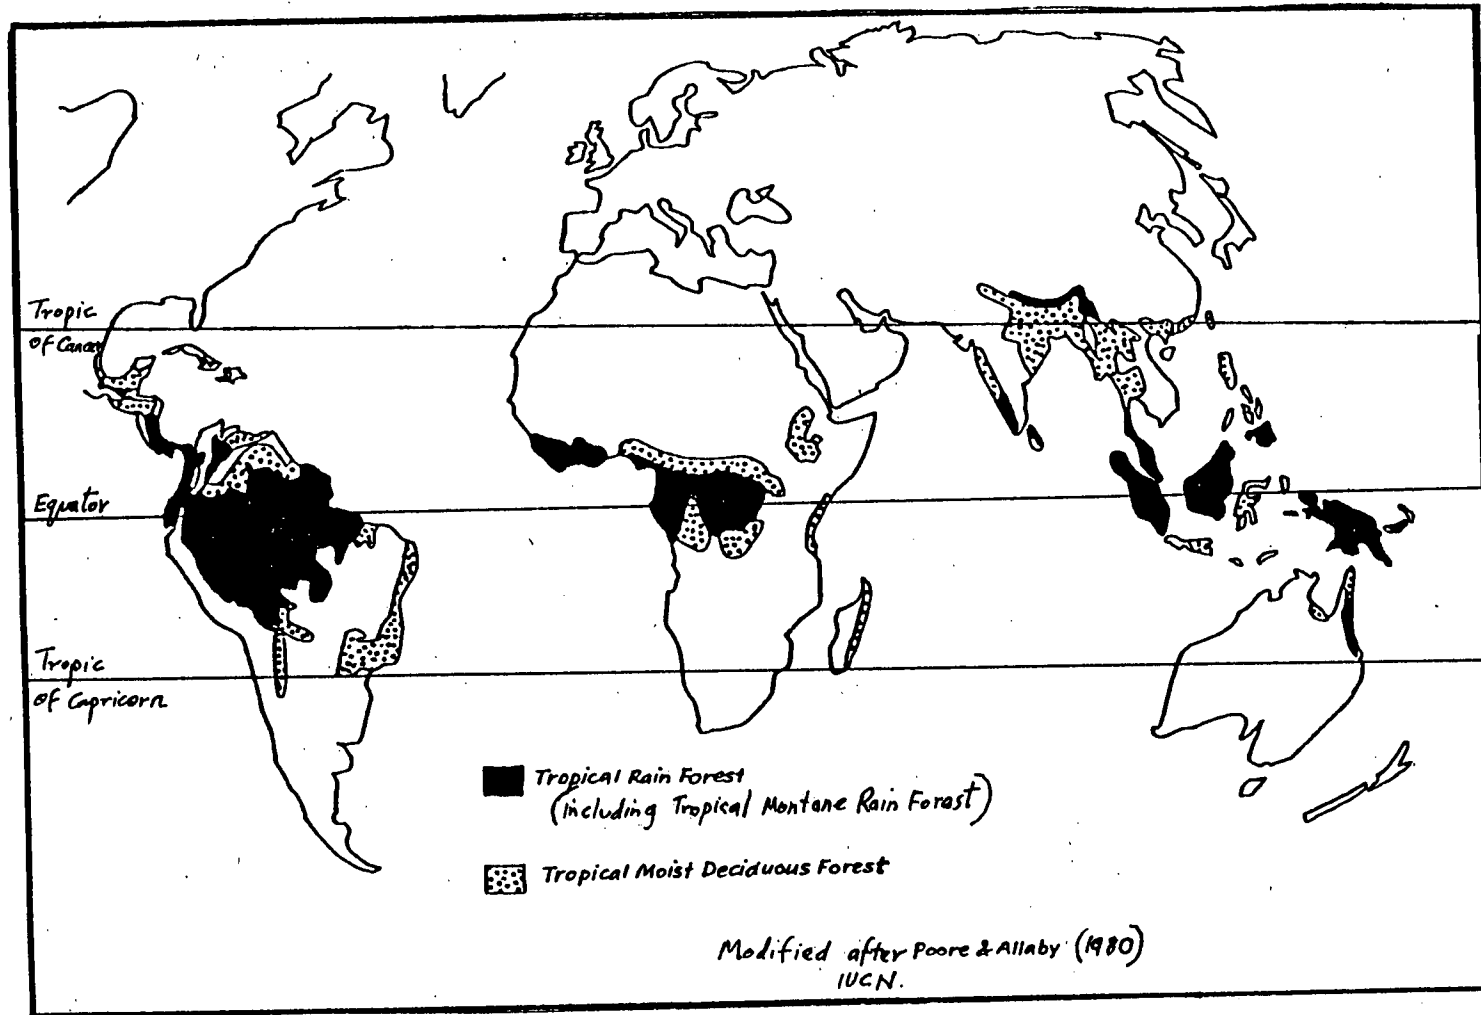 Tropic
of Cancer
Equator
Tropic
of Capricorn
Tropical Rain Forest
(including Tropical Montane Rain Forest)
Tropical Moist Deciduous Forest
Modified after Poore & Allaby (1980)
IUCN.